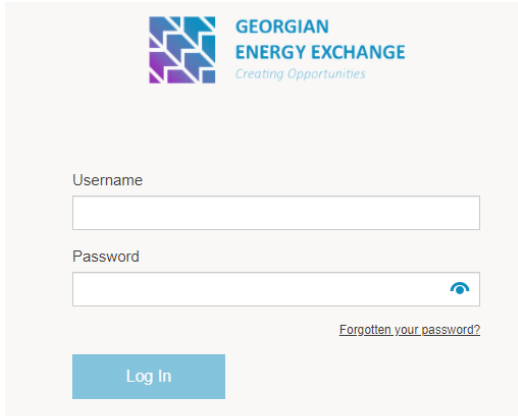 GEORGIAN
ENERGY EXCHANGE
Creating Opportunities
Username
Password
Forgotten your password?
Log In